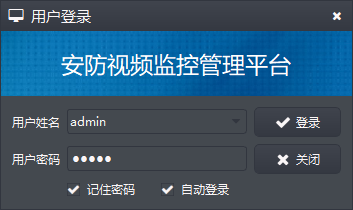 用户登录
安防视频监控管理平台
用户姓名 admin 登录
用户密码 ●●●●● 关闭
记住密码 自动登录